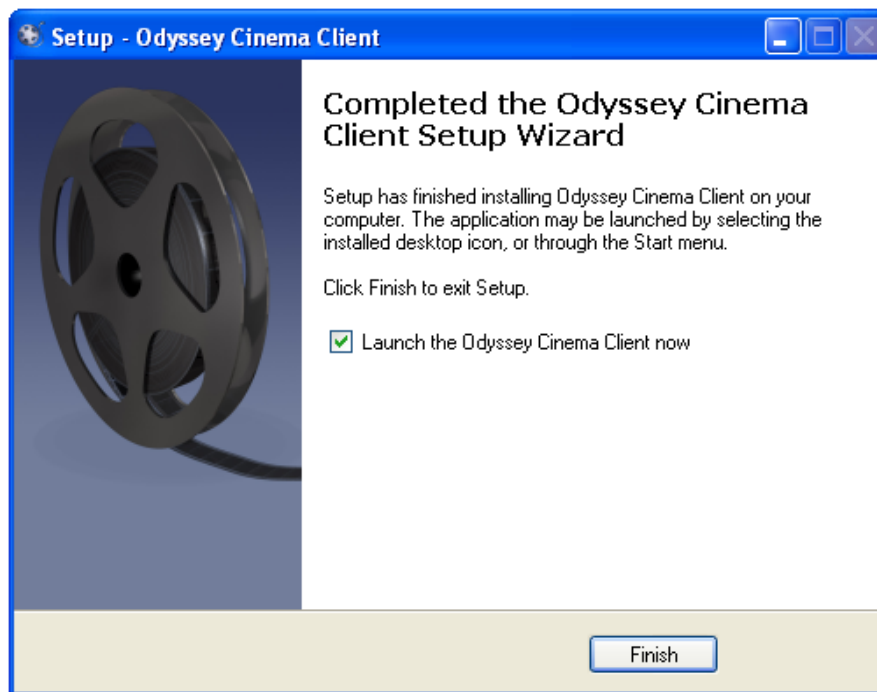 Setup - Odyssey Cinema Client
Completed the Odyssey Cinema
Client Setup Wizard
Setup has finished installing Odyssey Cinema Client on your
computer. The application may be launched by selecting the
installed desktop icon, or through the Start menu.
Click Finish to exit Setup.
Launch the Odyssey Cinema Client now
Finish